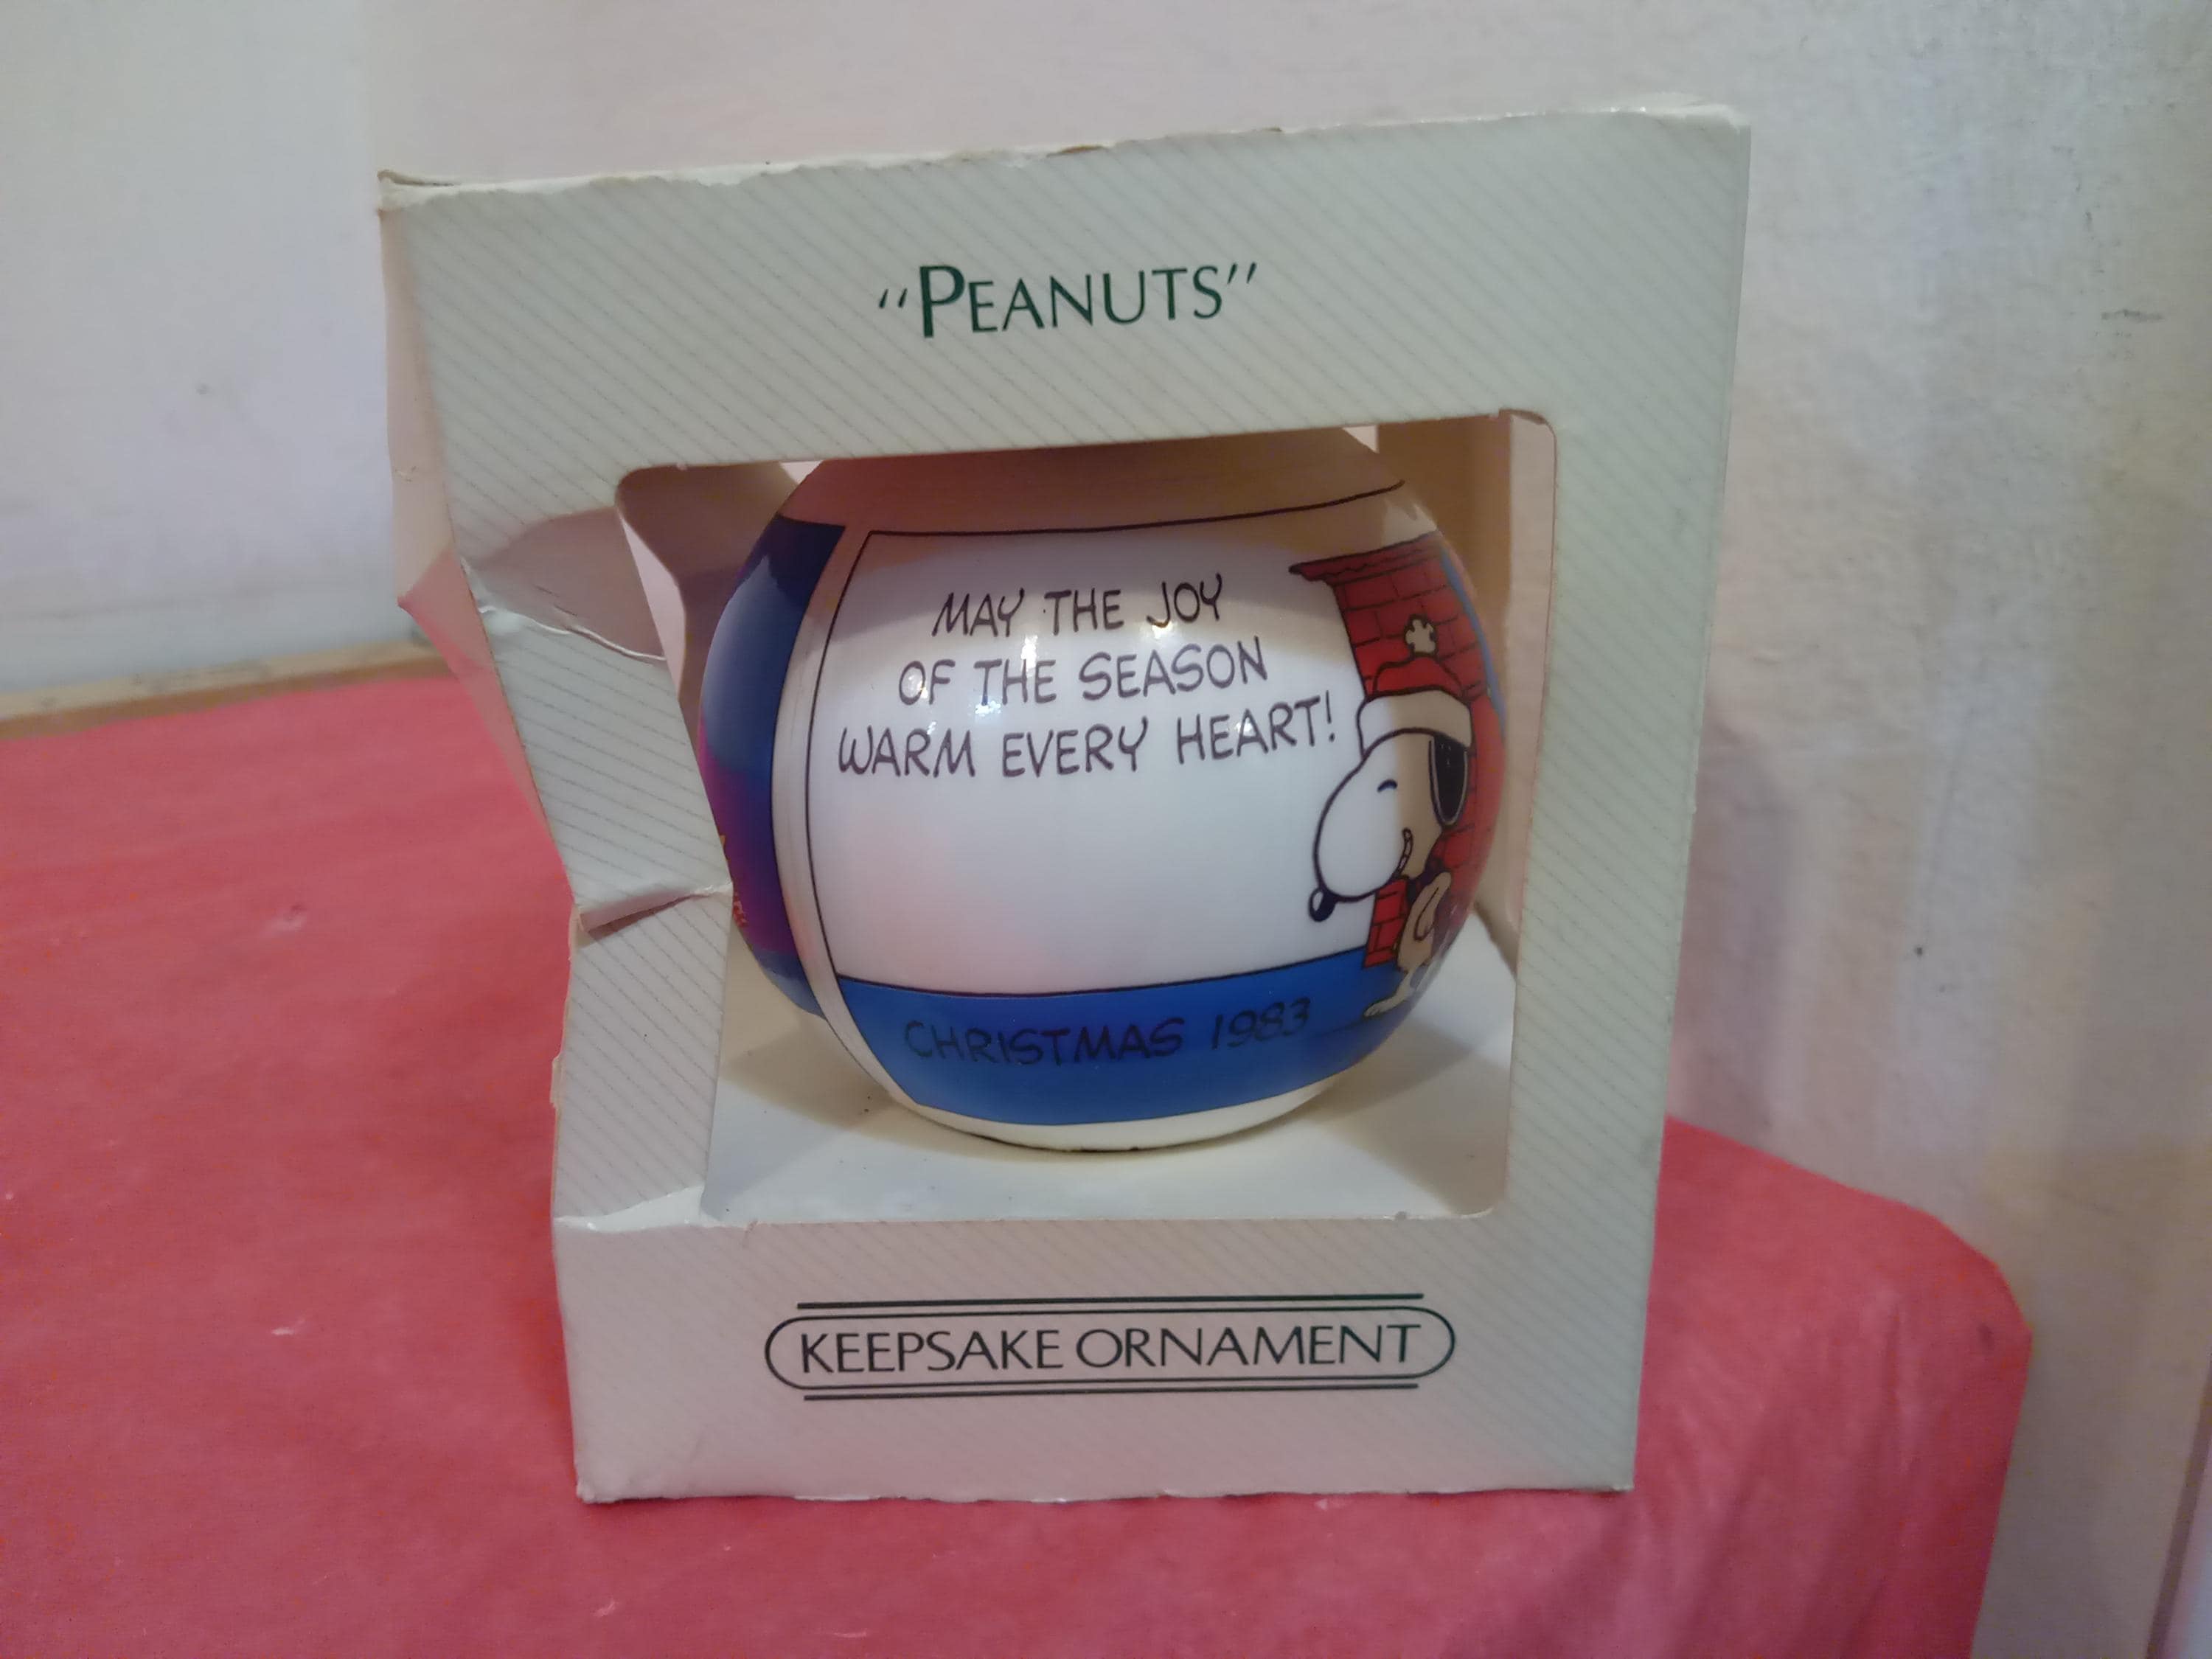 "PEANUTS"
MAY THE JOY
OF THE SEASON
WARM EVERY HEART!
CHRISTMAS 1983
KEEPSAKE ORNAMENT